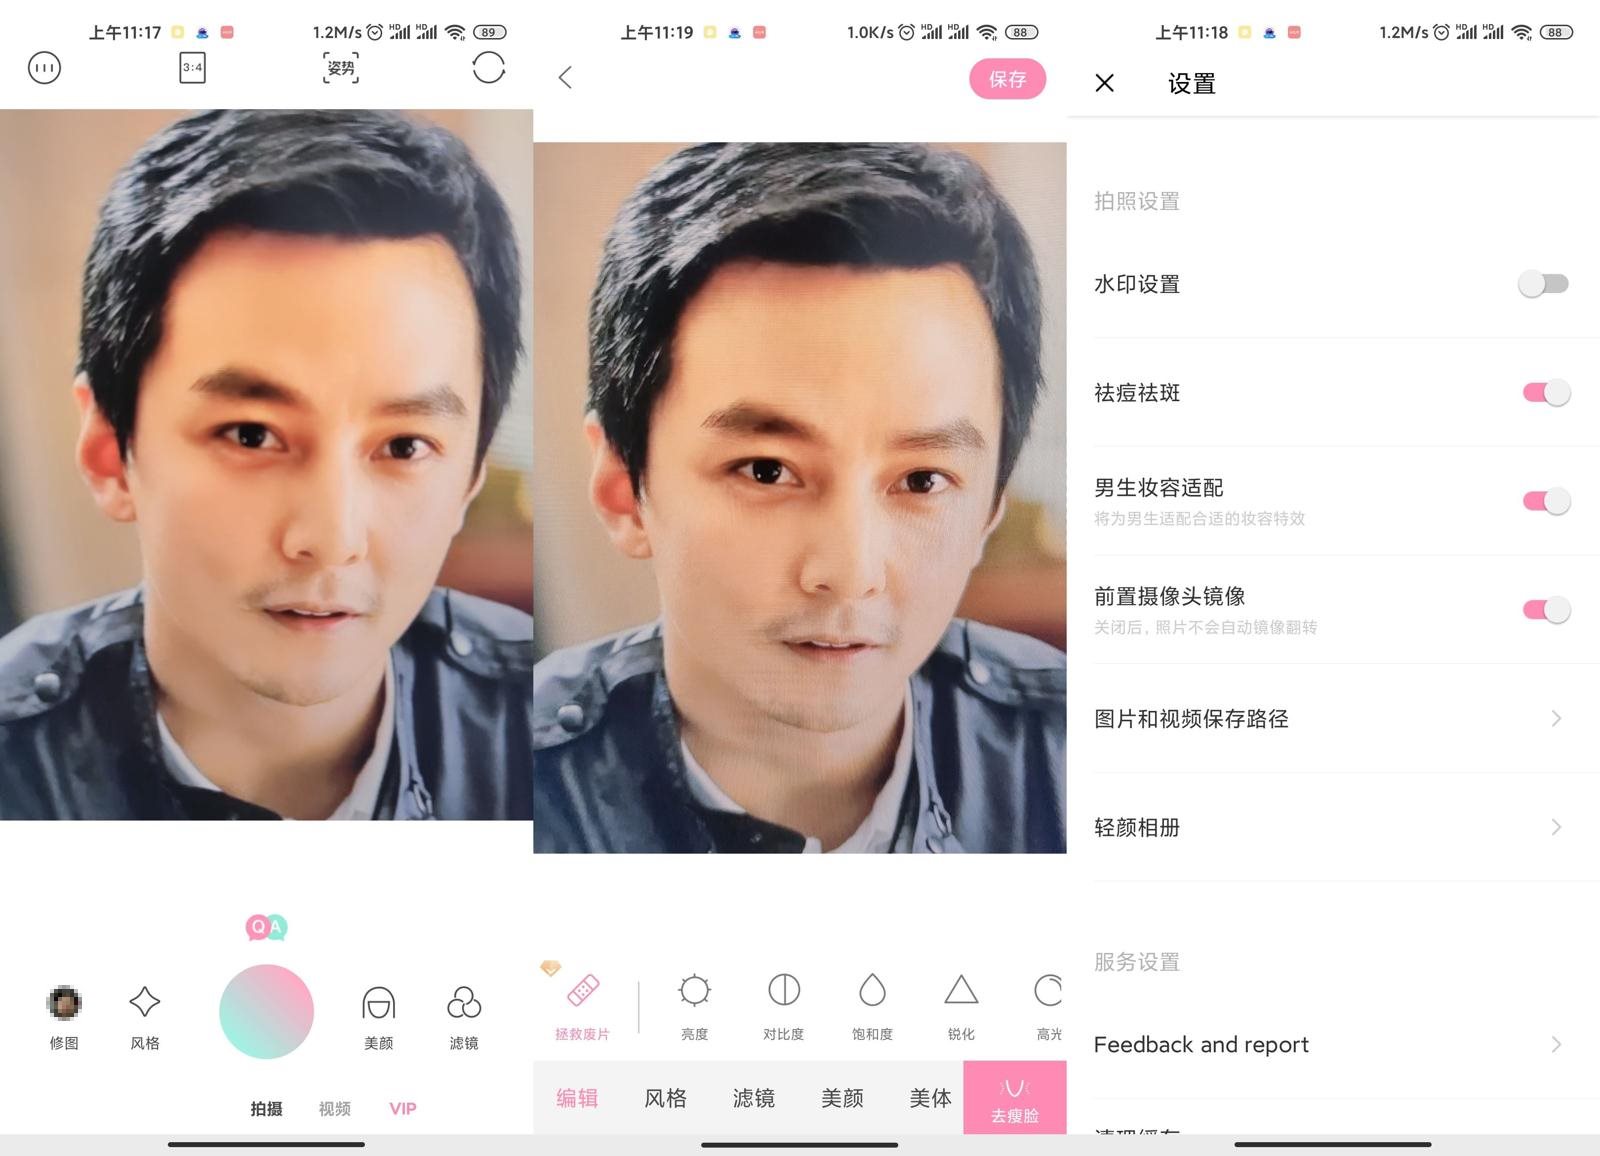 上午11:17
1.2M/s
HD
HD
89
3:4
姿势
QA
修图
风格
美颜
滤镜
拍摄
视频
VIP
上午11:19
1.0K/s
HD
HD
88
保存
拯救废片
亮度
对比度
饱和度
锐化
高光
编辑
风格
滤镜
美颜
美体
去瘦脸
上午11:18
1.2M/s
HD
HD
88
设置
拍照设置
水印设置
祛痘祛斑
男生妆容适配
将为男生适配合适的妆容特效
前置摄像头镜像
关闭后，照片不会自动镜像翻转
图片和视频保存路径
轻颜相册
服务设置
Feedback and report